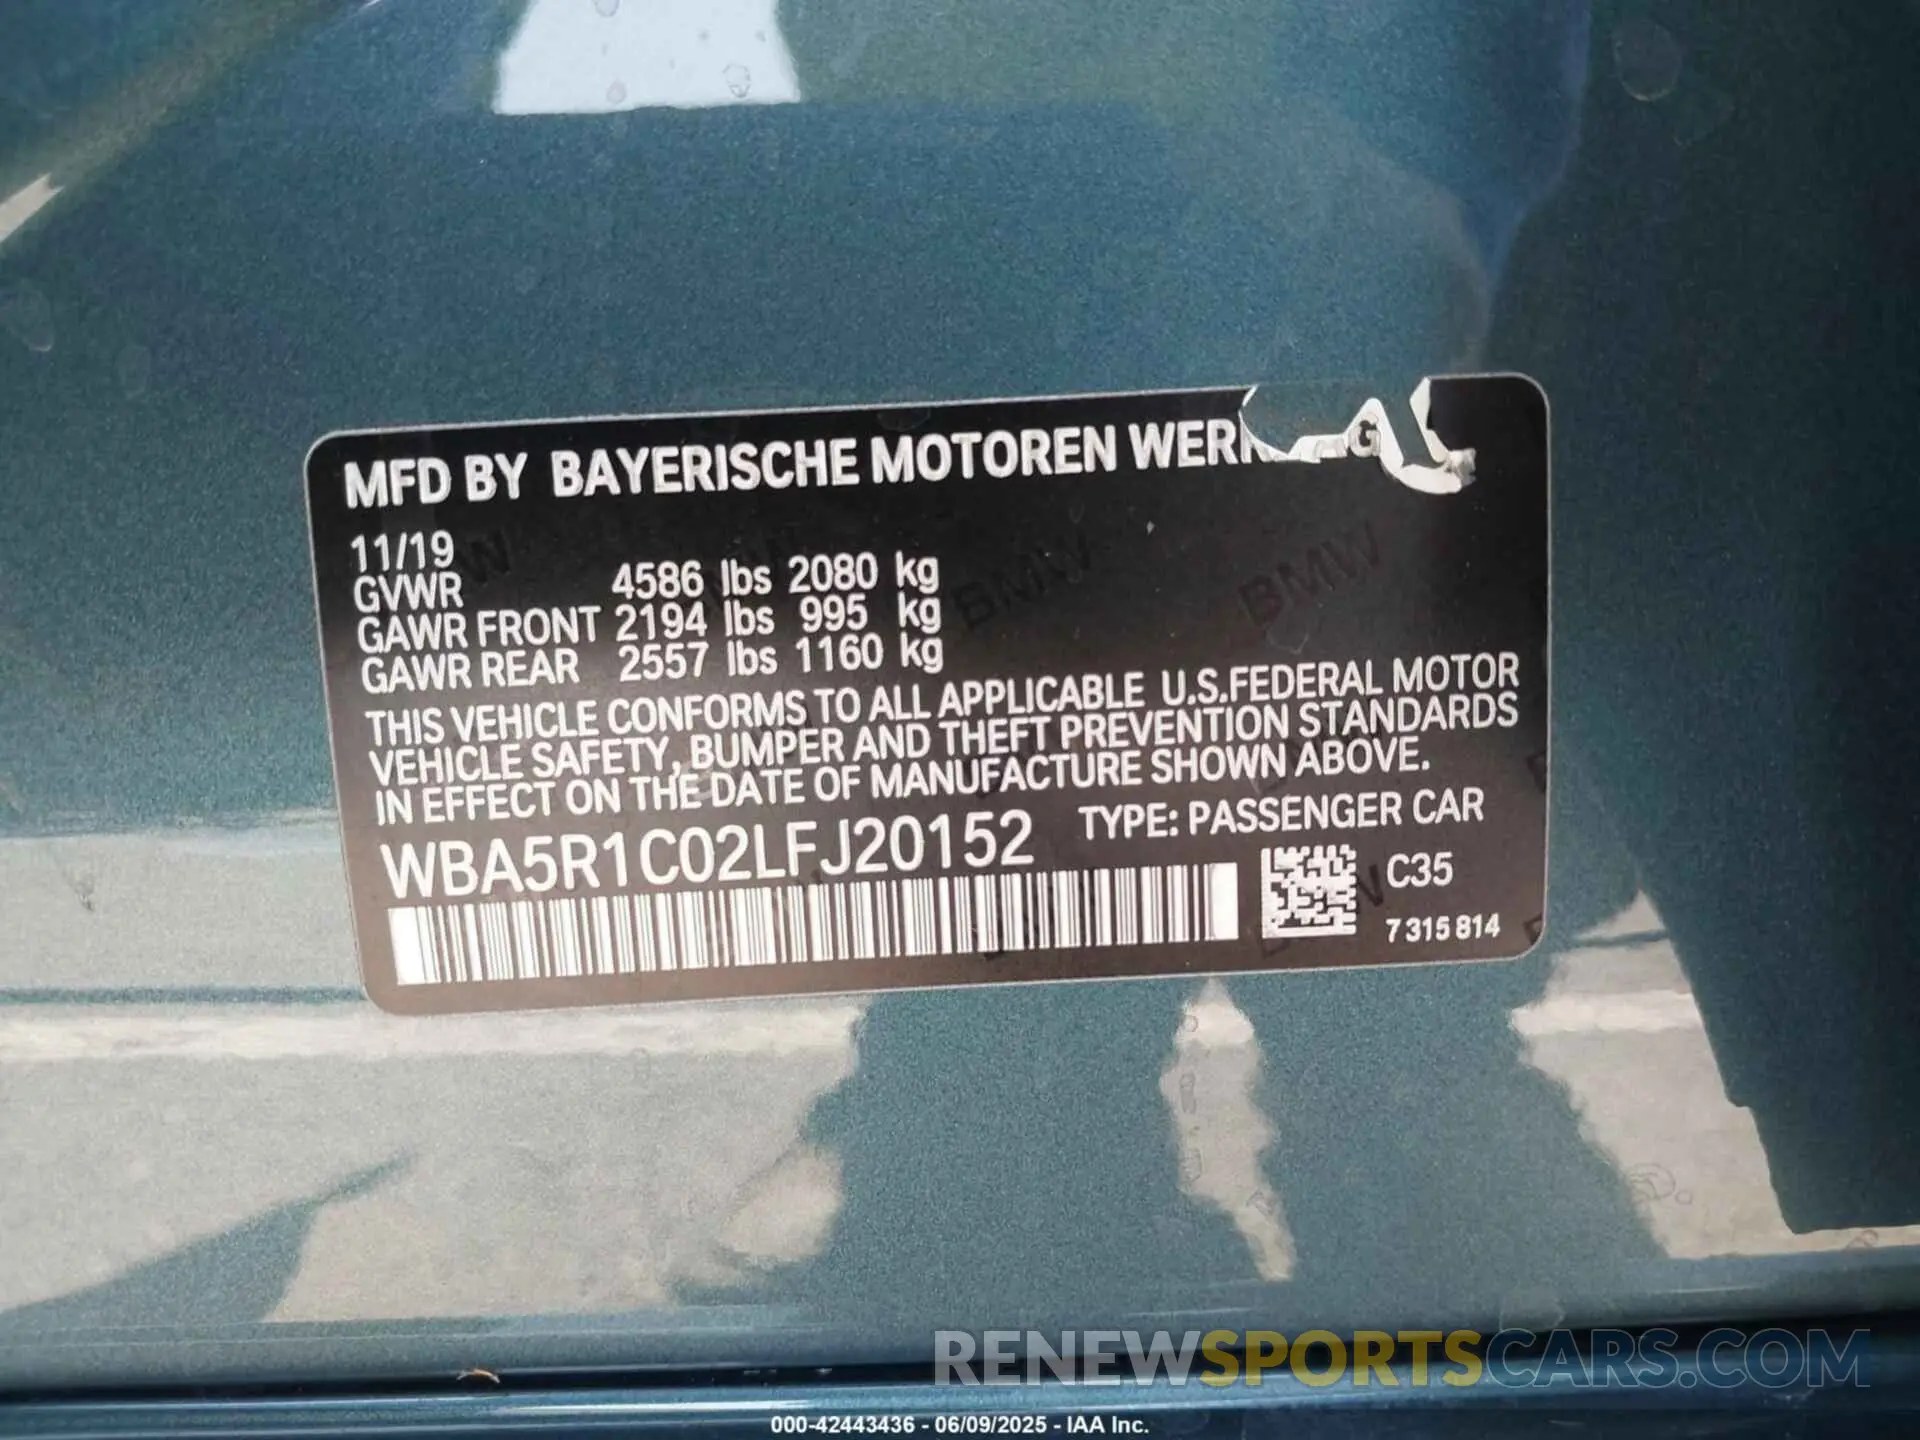 MFD BY BAYERISCHE MOTOREN G
11/19
GVWR 4586 lbs 2080 kg
GAWR FRONT 2194 lbs 995 kg
GAWR REAR 2557 lbs 1160 kg
THIS VEHICLE CONFORMS TO ALL APPLICABLE U.S.FEDERAL MOTOR
VEHICLE SAFETY, BUMPER AND THEFT PREVENTION STANDARDS
IN EFFECT ON THE DATE OF MANUFACTURE SHOWN ABOVE.
WBA5R1C02LFJ20152 TYPE: PASSENGER CAR
C35
7 315 814
BMW BMW
RENEWSPORTSCARS.COM
000-42443436 - 06/09/2025 - IAA Inc.